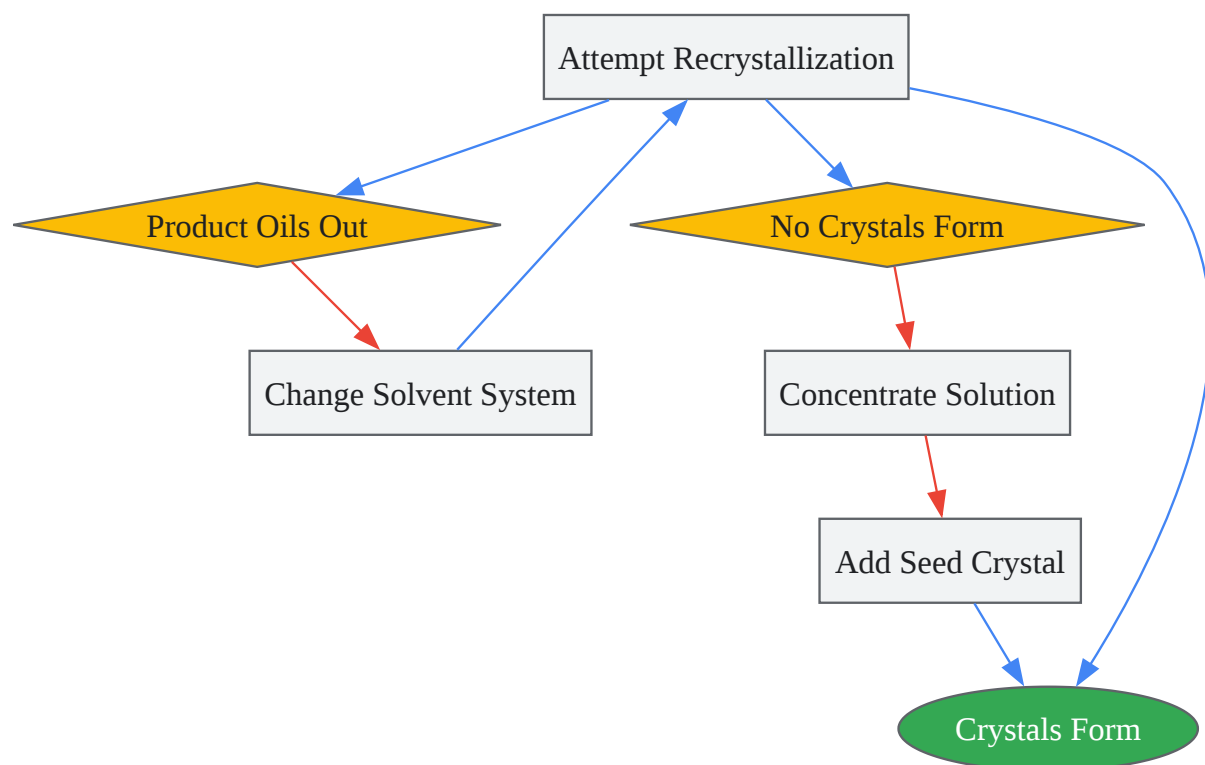 Attempt Recrystallization
Product Oils Out
No Crystals Form
Change Solvent System
Concentrate Solution
Add Seed Crystal
Crystals Form